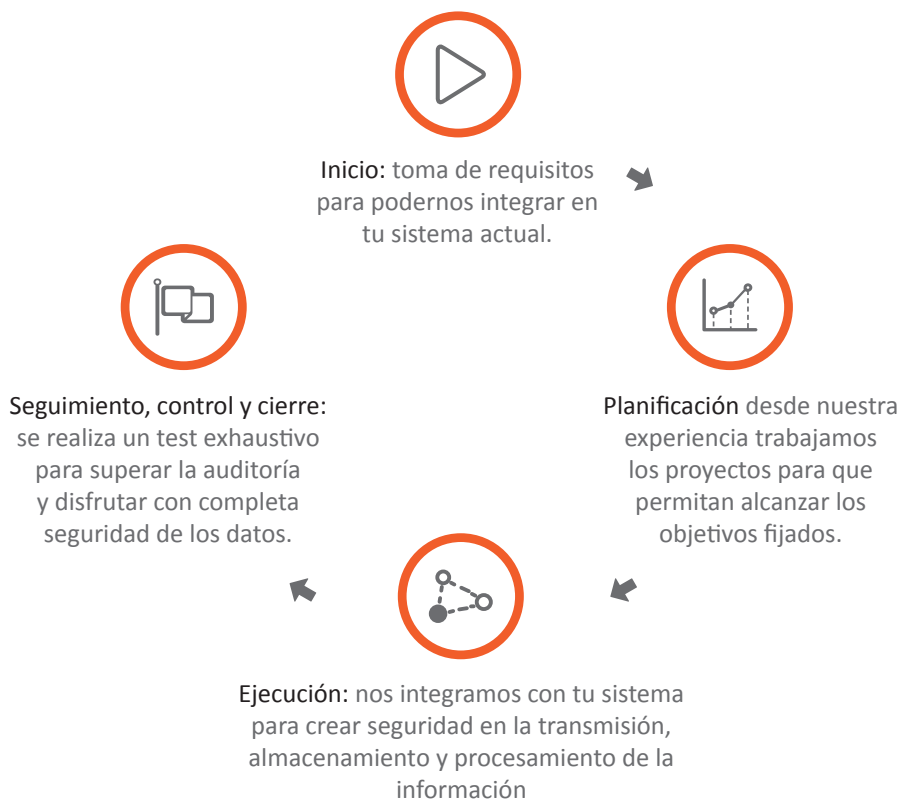 Inicio: toma de requisitos
para podernos integrar en
tu sistema actual.
Planificación desde nuestra
experiencia trabajamos
los proyectos para que
permitan alcanzar los
objetivos fijados.
Ejecución: nos integramos con tu sistema
para crear seguridad en la transmisión,
almacenamiento y procesamiento de la
información
Seguimiento, control y cierre:
se realiza un test exhaustivo
para superar la auditoría
y disfrutar con completa
seguridad de los datos.